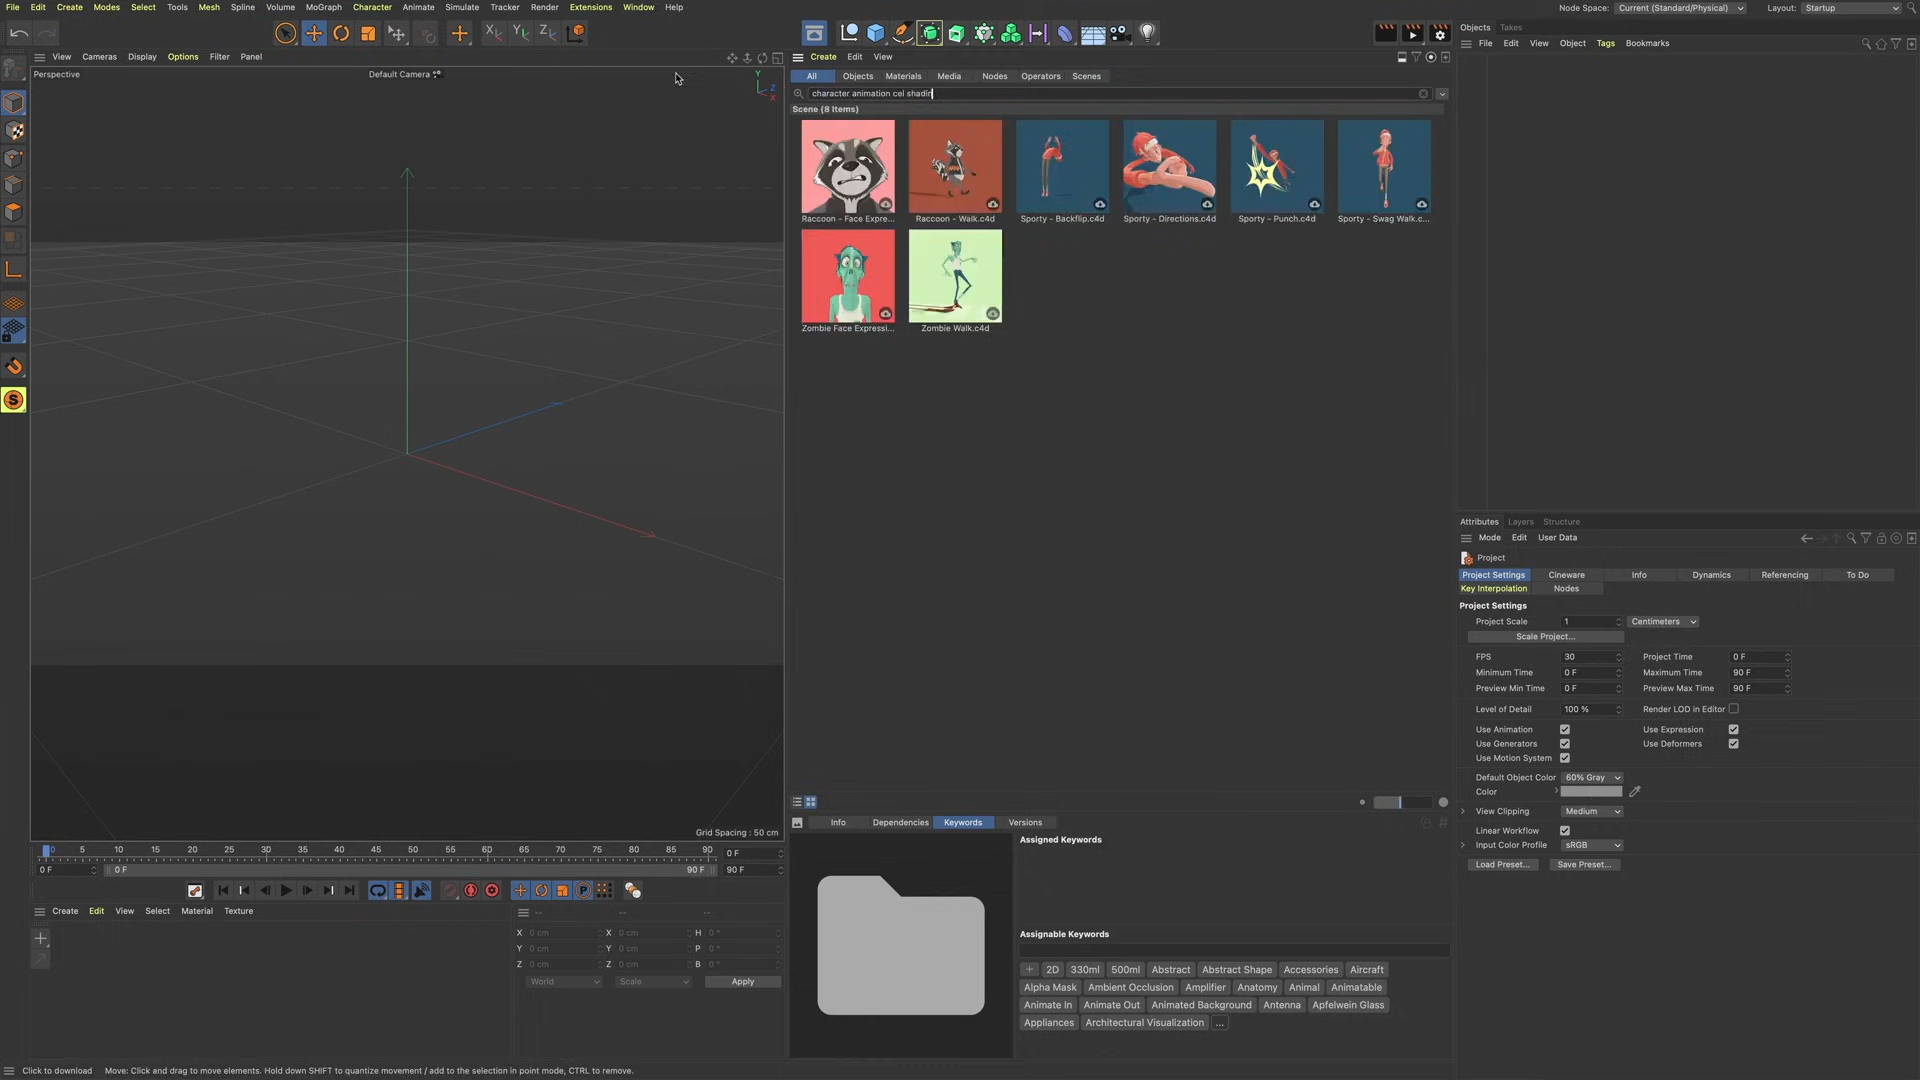 File Edit Create Modes Select Tools Mesh Spline Volume MoGraph Character Animate Simulate Tracker Render Extensions Window Help
Node Space: Current (Standard/Physical) Layout: Startup
View Cameras Display Options Filter Panel
Perspective
Default Camera
Y
Z
X
Grid Spacing : 50 cm
Create Edit View
All Objects Materials Media Nodes Operators Scenes
character animation cel shadin
Scene (8 Items)
Raccoon - Face Expre... Raccoon - Walk.c4d Sporty - Backflip.c4d Sporty - Directions.c4d Sporty - Punch.c4d Sporty - Swag Walk.c...
Zombie Face Expressi... Zombie Walk.c4d
Info Dependencies Keywords Versions
Assigned Keywords
Assignable Keywords
+ 2D 330ml 500ml Abstract Abstract Shape Accessories Aircraft
Alpha Mask Ambient Occlusion Amplifier Anatomy Animal Animatable
Animate In Animate Out Animated Background Antenna Apfelwein Glass
Appliances Architectural Visualization ...
Objects Takes
File Edit View Object Tags Bookmarks
Attributes Layers Structure
Mode Edit User Data
Project
Project Settings Cineware Info Dynamics Referencing To Do
Key Interpolation Nodes
Project Settings
Project Scale 1 Centimeters
Scale Project...
FPS 30 Project Time 0 F
Minimum Time 0 F Maximum Time 90 F
Preview Min Time 0 F Preview Max Time 90 F
Level of Detail 100 % Render LOD in Editor
Use Animation Use Expression
Use Generators Use Deformers
Use Motion System
Default Object Color 60% Gray
Color
View Clipping Medium
Linear Workflow
Input Color Profile sRGB
Load Preset... Save Preset...
0 5 10 15 20 25 30 35 40 45 50 55 60 65 70 75 80 85 90 0 F
0 F 0 F 90 F 90 F
Create Edit View Select Material Texture
-- -- --
X 0 cm X 0 cm H 0 °
Y 0 cm Y 0 cm P 0 °
Z 0 cm Z 0 cm B 0 °
World Scale Apply
Click to download Move: Click and drag to move elements. Hold down SHIFT to quantize movement / add to the selection in point mode, CTRL to remove.